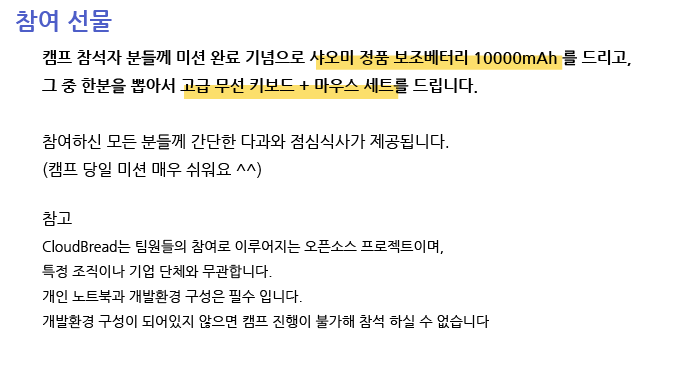 참여 선물
캠프 참석자 분들께 미션 완료 기념으로 샤오미 정품 보조베터리 10000mAh 를 드리고,
그 중 한분을 뽑아서 고급 무선 키보드 + 마우스 세트를 드립니다.
참여하신 모든 분들께 간단한 다과와 점심식사가 제공됩니다.
(캠프 당일 미션 매우 쉬워요 ^^)
참고
CloudBread는 팀원들의 참여로 이루어지는 오픈소스 프로젝트이며,
특정 조직이나 기업 단체와 무관합니다.
개인 노트북과 개발환경 구성은 필수 입니다.
개발환경 구성이 되어있지 않으면 캠프 진행이 불가해 참석 하실 수 없습니다